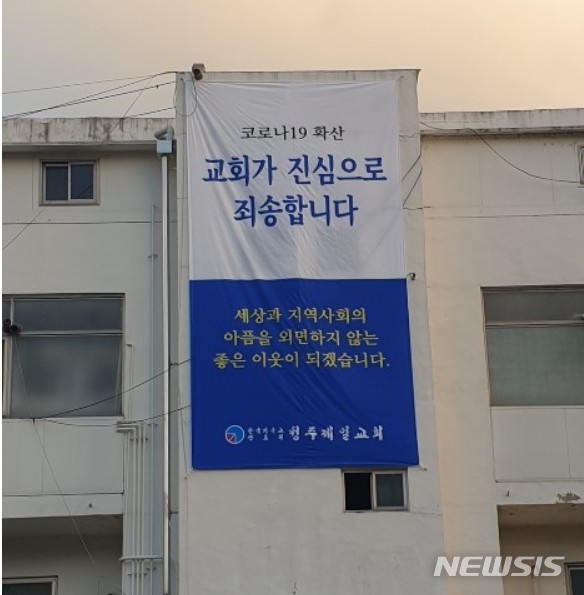 코로나19 확산
교회가 진심으로
죄송합니다
세상과 지역사회의
아픔을 외면하지 않는
좋은 이웃이 되겠습니다.
청주제일교회
NEWSIS